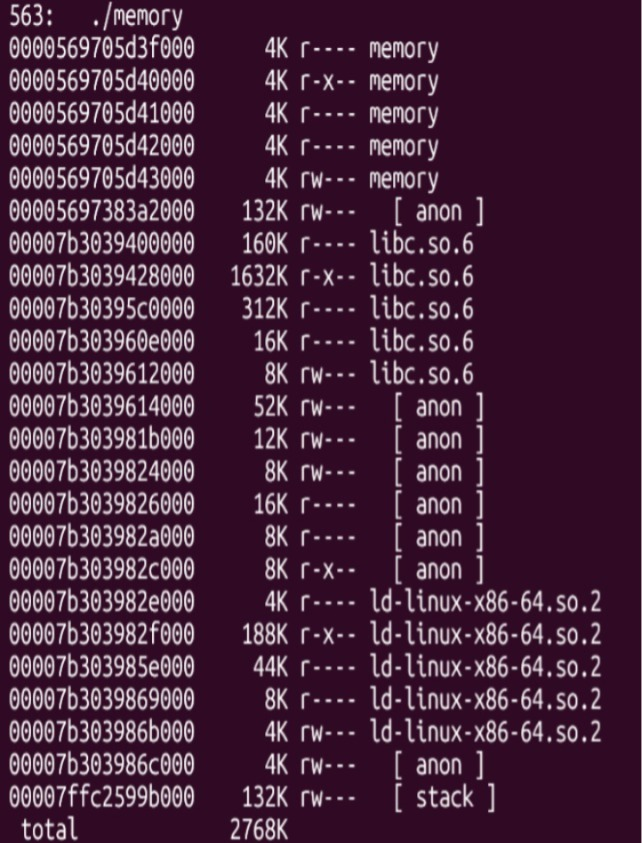 563:   ./memory
0000569705d3f000       4K r---- memory
0000569705d40000       4K r-x-- memory
0000569705d41000       4K r---- memory
0000569705d42000       4K r---- memory
0000569705d43000       4K rw--- memory
00005697383a2000     132K rw---   [ anon ]
00007b3039400000     160K r---- libc.so.6
00007b3039428000    1632K r-x-- libc.so.6
00007b30395c0000     312K r---- libc.so.6
00007b303960e000      16K r---- libc.so.6
00007b3039612000       8K rw--- libc.so.6
00007b3039614000      52K rw---   [ anon ]
00007b303981b000      12K rw---   [ anon ]
00007b3039824000       8K rw---   [ anon ]
00007b3039826000      16K r----   [ anon ]
00007b303982a000       8K r----   [ anon ]
00007b303982c000       8K r-x--   [ anon ]
00007b303982e000       4K r---- ld-linux-x86-64.so.2
00007b303982f000     188K r-x-- ld-linux-x86-64.so.2
00007b303985e000      44K r---- ld-linux-x86-64.so.2
00007b3039869000       8K r---- ld-linux-x86-64.so.2
00007b303986b000       4K rw--- ld-linux-x86-64.so.2
00007b303986c000       4K rw---   [ anon ]
00007ffc2599b000     132K rw---   [ stack ]
 total              2768K